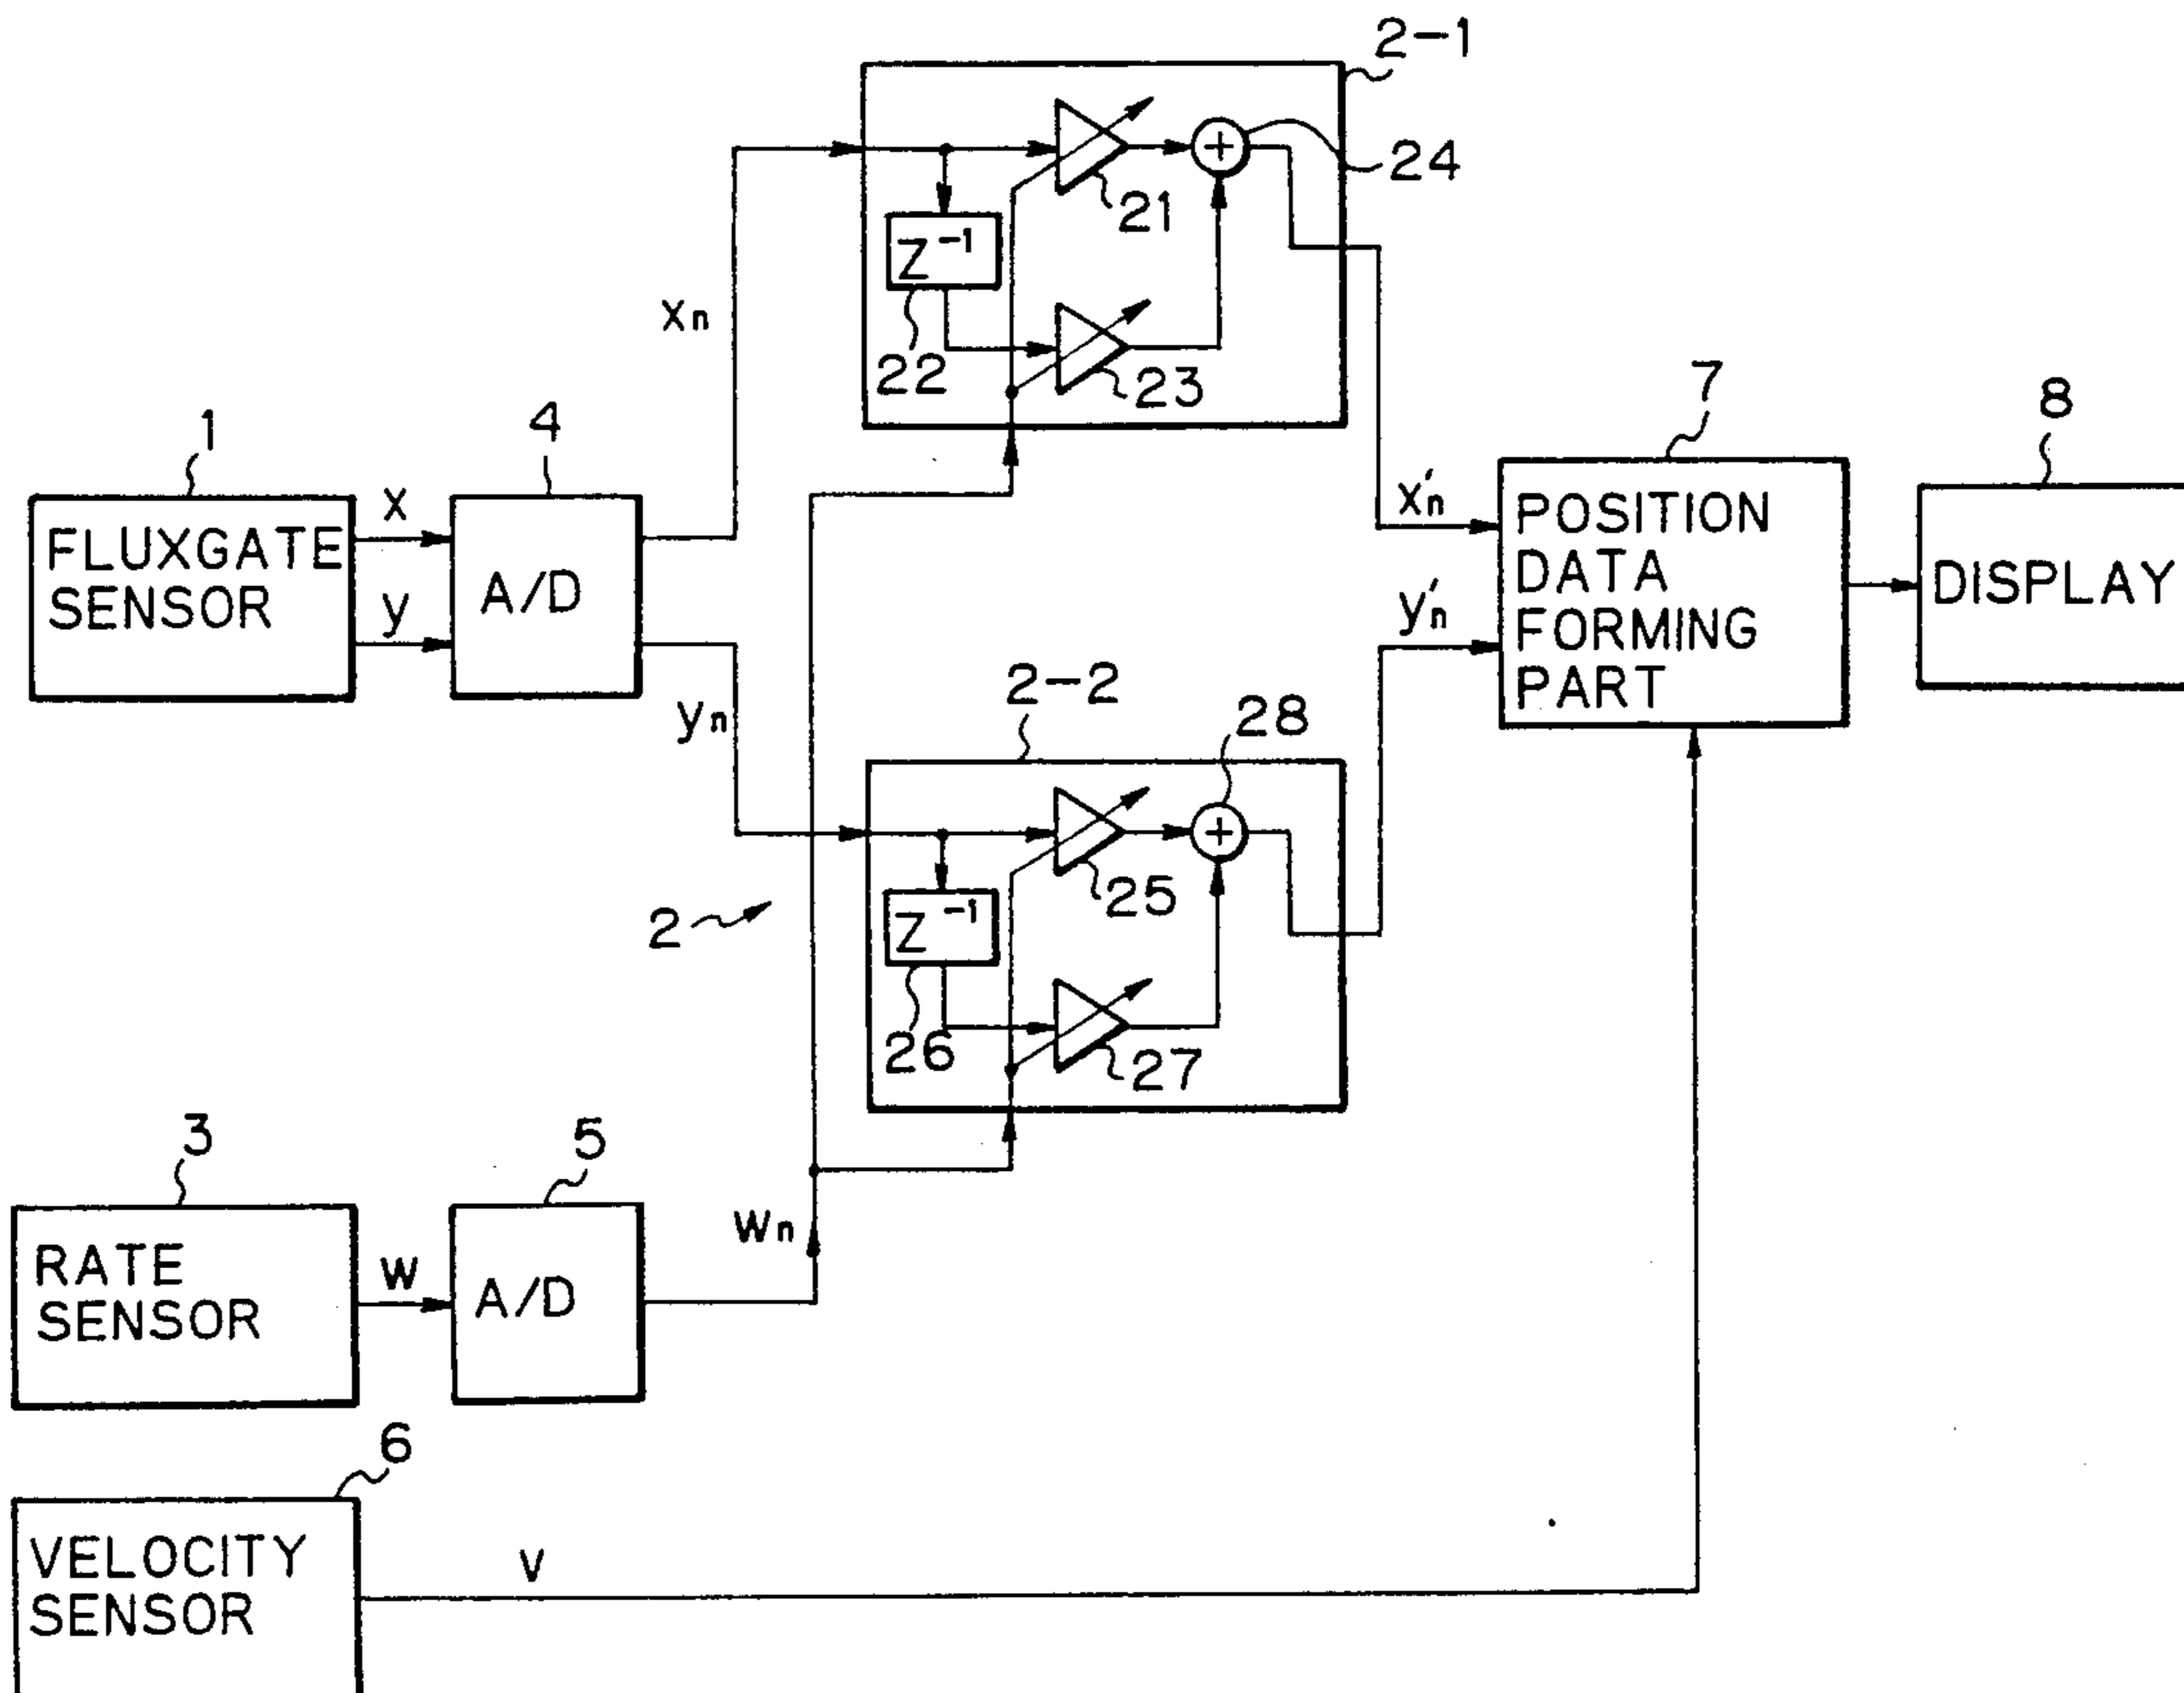 2-1
24
21
Z⁻¹
22
23
xₙ
1
FLUXGATE
SENSOR
x
y
4
A/D
yₙ
7
POSITION
DATA
FORMING
PART
x'ₙ
y'ₙ
8
DISPLAY
2-2
28
25
Z⁻¹
26
27
2
3
RATE
SENSOR
w
5
A/D
wₙ
6
VELOCITY
SENSOR
v